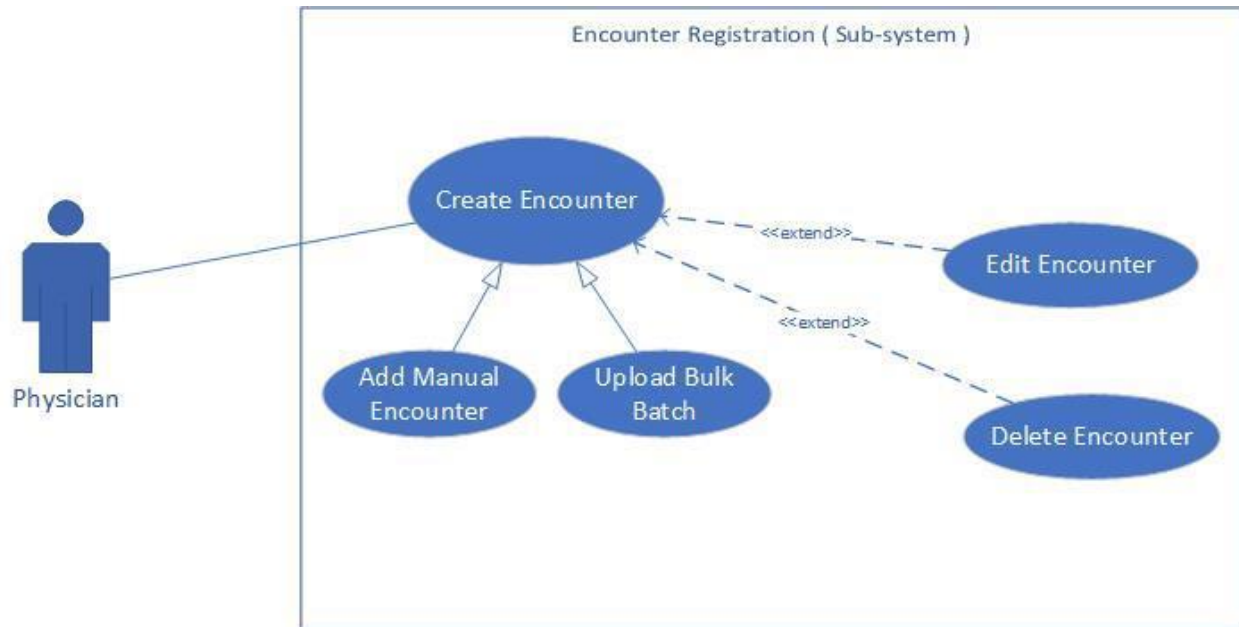 Encounter Registration ( Sub-system )
Create Encounter
<<extend>>
Edit Encounter
<<extend>>
Add Manual
Encounter
Upload Bulk
Batch
Physician
Delete Encounter